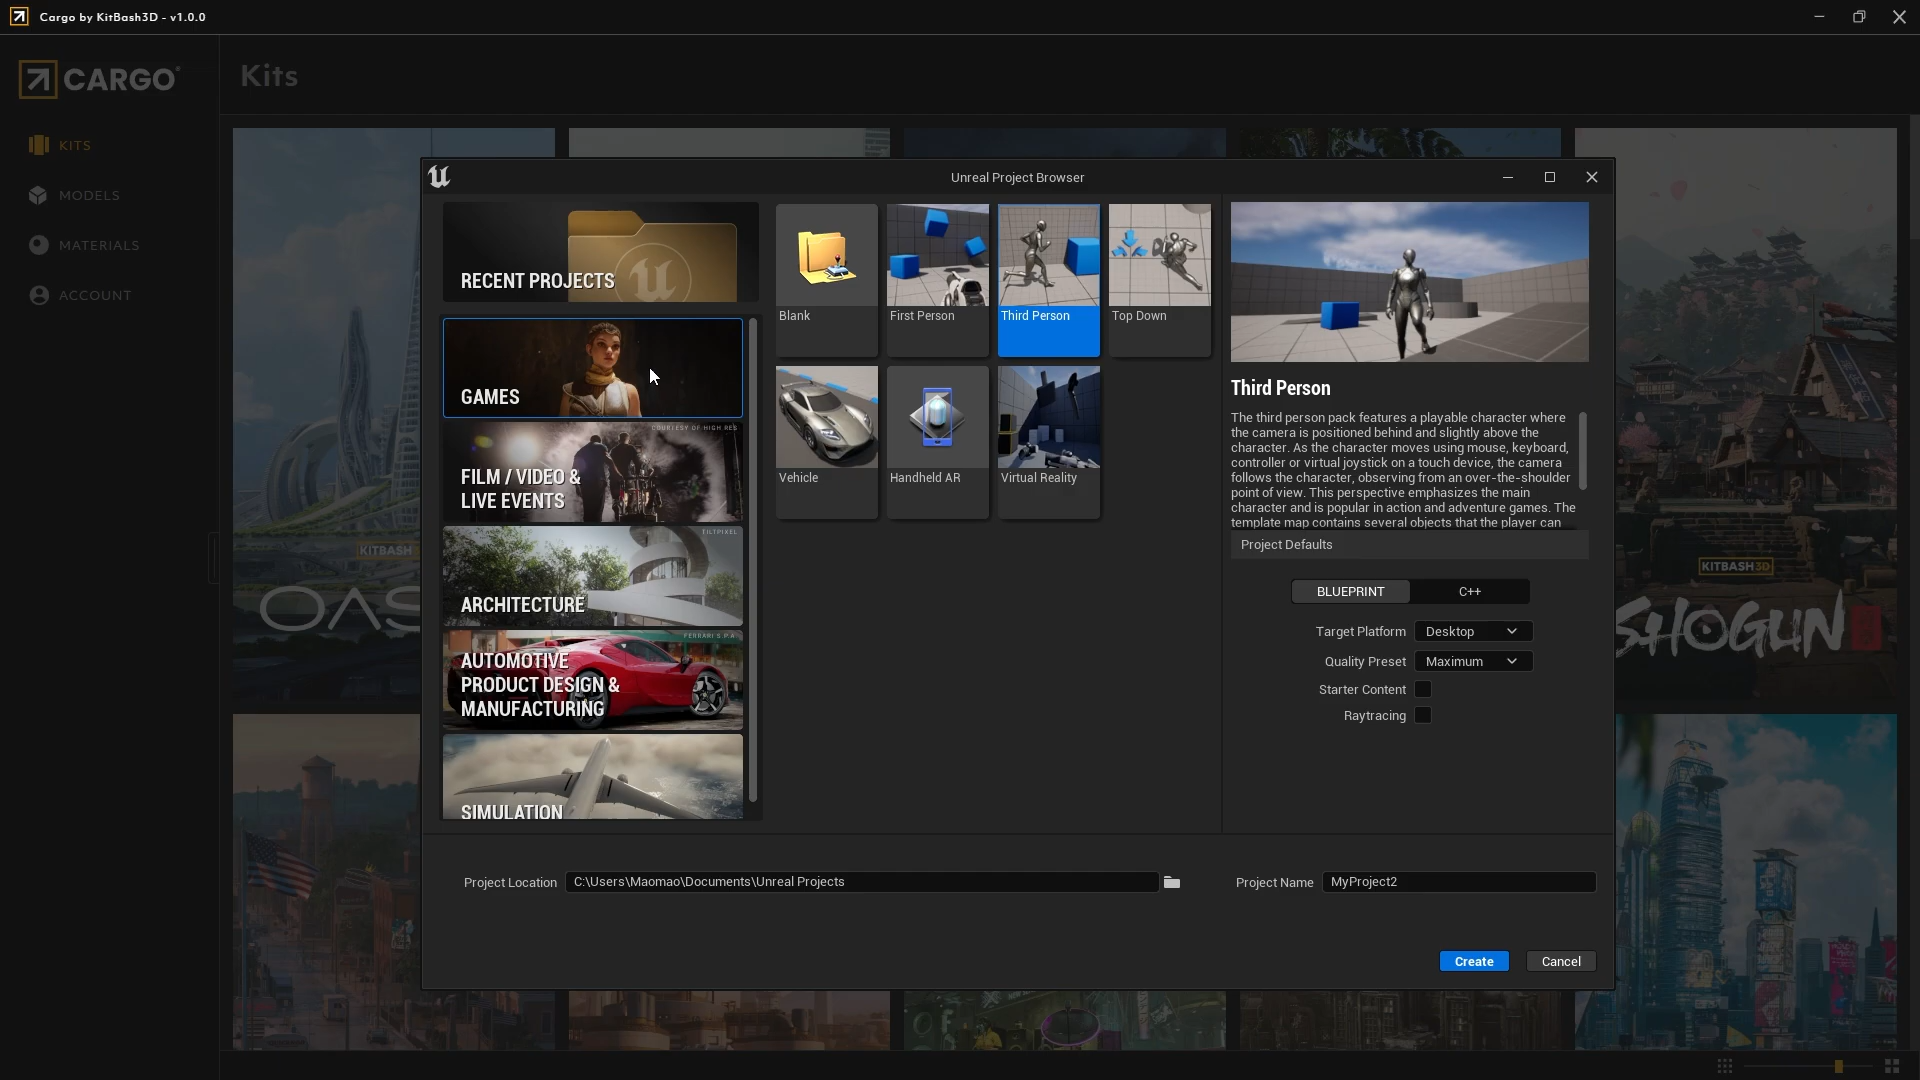 Cargo by KitBash3D - v1.0.0
CARGO
Kits
KITS
MODELS
MATERIALS
ACCOUNT
KITBASH
OAS
KITBASH3D
SHOGUN
Unreal Project Browser
RECENT PROJECTS
GAMES
COURTESY OF HIGH RES
FILM / VIDEO &
LIVE EVENTS
TILTPIXEL
ARCHITECTURE
FERRARI S.P.A
AUTOMOTIVE
PRODUCT DESIGN &
MANUFACTURING
SIMULATION
Blank
First Person
Third Person
Top Down
Vehicle
Handheld AR
Virtual Reality
Third Person
The third person pack features a playable character where
the camera is positioned behind and slightly above the
character. As the character moves using mouse, keyboard,
controller or virtual joystick on a touch device, the camera
follows the character, observing from an over-the-shoulder
point of view. This perspective emphasizes the main
character and is popular in action and adventure games. The
template map contains several objects that the player can
Project Defaults
BLUEPRINT C++
Target Platform Desktop
Quality Preset Maximum
Starter Content
Raytracing
Project Location C:\Users\Maomao\Documents\Unreal Projects
Project Name MyProject2
Create Cancel